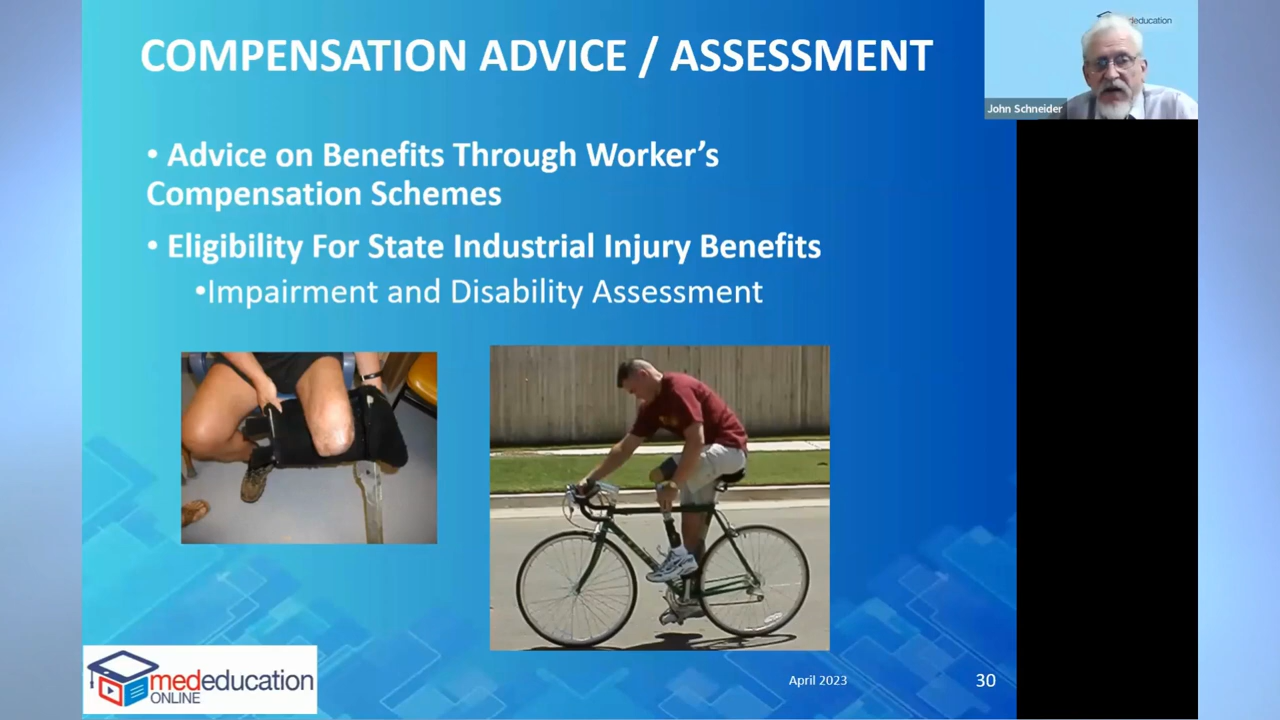 COMPENSATION ADVICE / ASSESSMENT
mededucation
John Schneider
• Advice on Benefits Through Worker's
Compensation Schemes
• Eligibility For State Industrial Injury Benefits
•Impairment and Disability Assessment
mededucation
ONLINE
April 2023
30